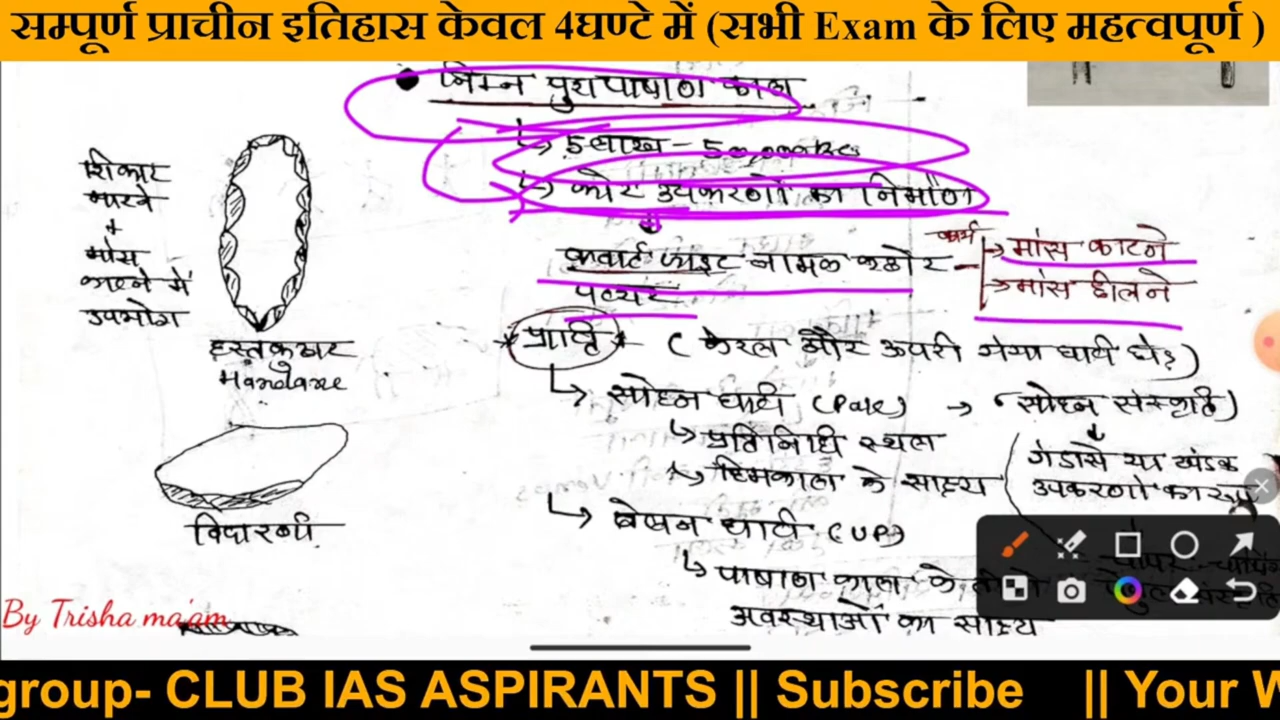 सम्पूर्ण प्राचीन इतिहास केवल 4घण्टे में (सभी Exam के लिए महत्वपूर्ण )
निम्न पुरापाषाण काल
5 लाख - 50,000
कोर उपकरणों का निर्माण
क्वार्ट जाइट नामक कठोर
पत्थर
कार्य
मांस काटने
मांस छीलने
शिकार
मारने
+
मांस
काटने में
उपयोग
हस्तकुठार
Handaxe
विदारणी
प्राप्ति (केरल और ऊपरी गंगा घाटी छोड़)
सोहन घाटी (Pak) → (सोहन संस्कृति)
प्रतिनिधि स्थल
हिमकाल के साक्ष्य
गंडासे या खंडक
उपकरणों का
बेलन घाटी (UP)
पाषाण काल के
अवस्थाओं का साक्ष्य
By Trisha ma'am
group- CLUB IAS ASPIRANTS || Subscribe || Your W